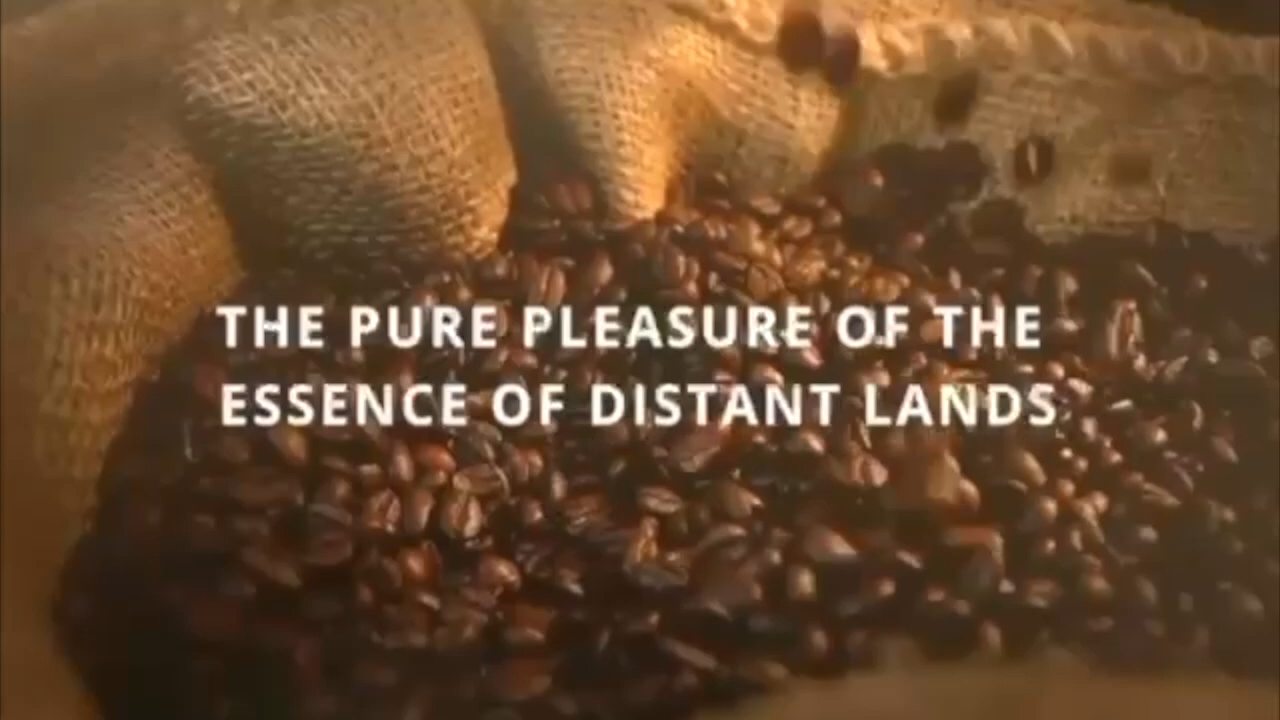 THE PURE PLEASURE OF THE
ESSENCE OF DISTANT LANDS